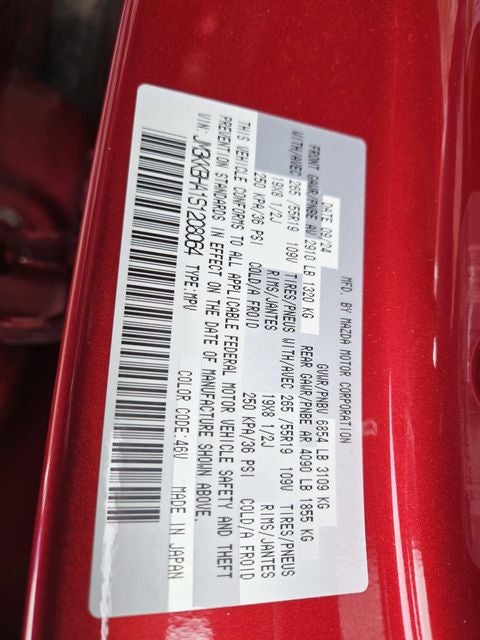 MFD. BY MAZDA MOTOR CORPORATION
DATE 09/24 GVWR/PNBV 6854 LB 3109 KG
FRONT GAWR/PNBE AV 2910 LB 1320 KG REAR GAWR/PNBE AR 4090 LB 1855 KG
WITH/AVEC 265 /55R19 109V TIRES/PNEUS WITH/AVEC 265 /55R19 109V TIRES/PNEUS
19X8 1/2J RIMS/JANTES 19X8 1/2J RIMS/JANTES
250 KPA/36 PSI COLD/A FROID 250 KPA/36 PSI COLD/A FROID
THIS VEHICLE CONFORMS TO ALL APPLICABLE FEDERAL MOTOR VEHICLE SAFETY AND THEFT
PREVENTION STANDARDS IN EFFECT ON THE DATE OF MANUFACTURE SHOWN ABOVE.
VIN: JM3KKBHA1S1208064 TYPE: MPV COLOR CODE: 46V MADE IN JAPAN